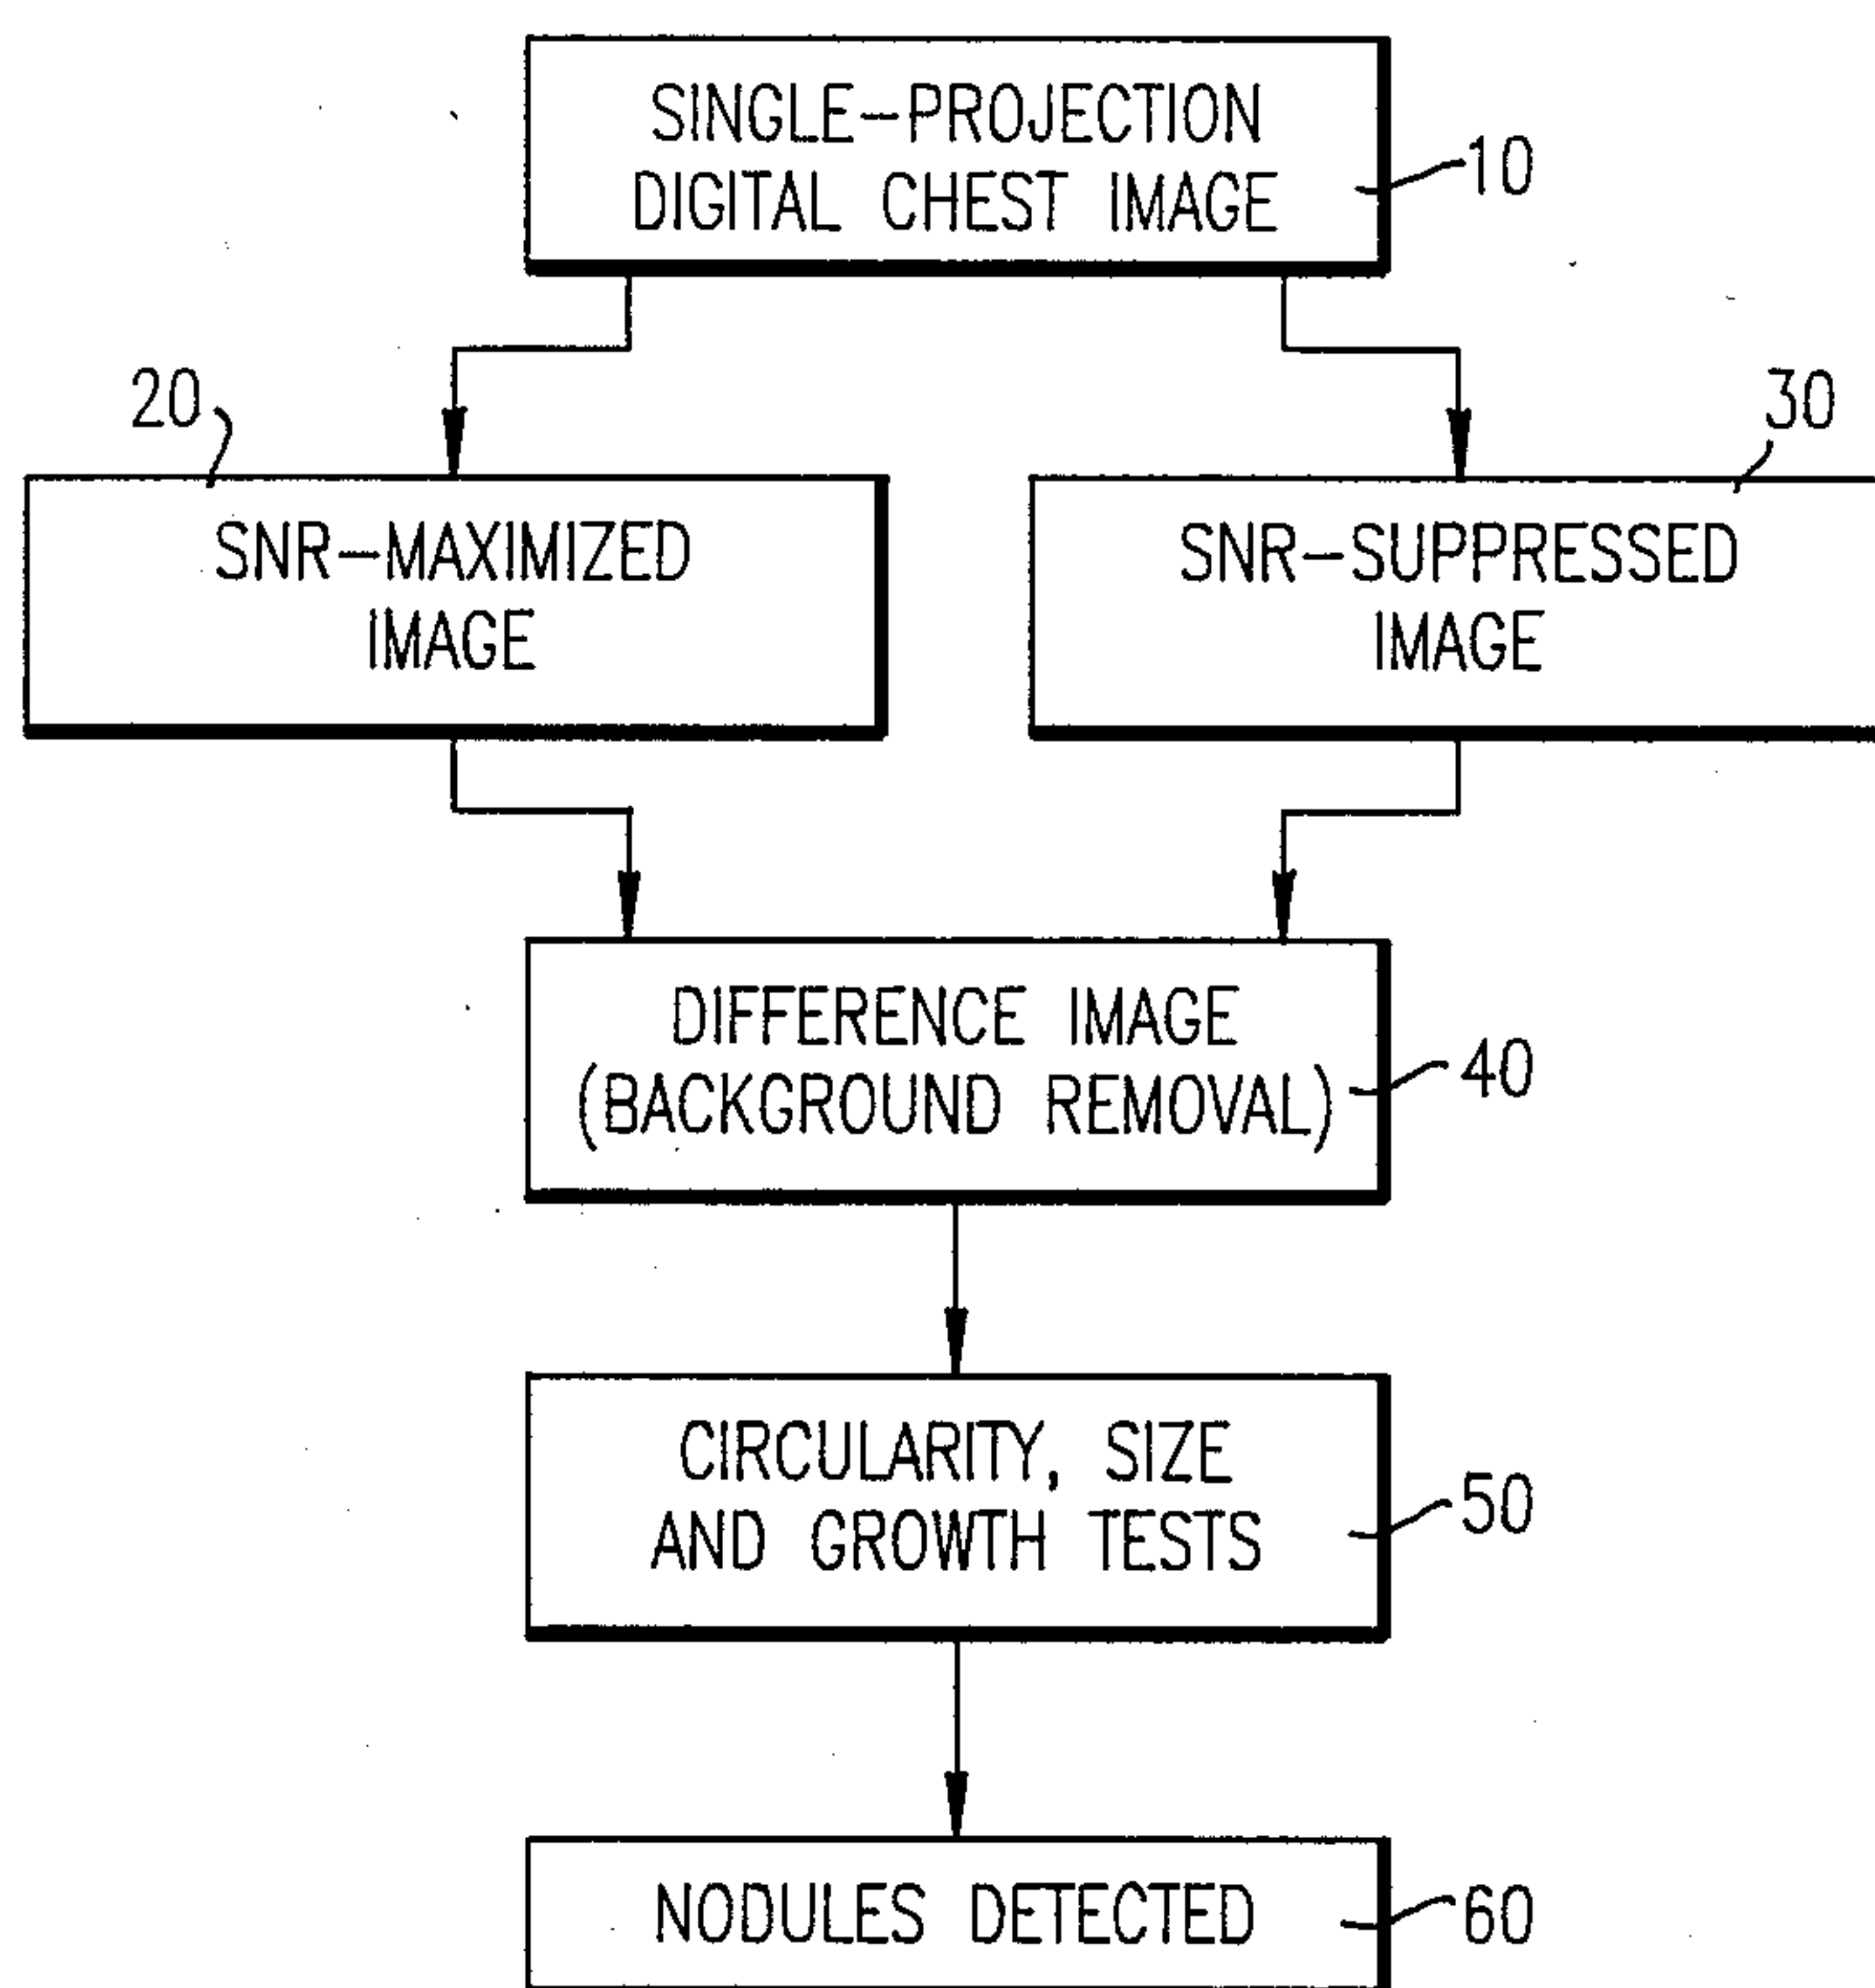 SINGLE-PROJECTION
DIGITAL CHEST IMAGE
10
20
30
SNR-MAXIMIZED
IMAGE
SNR-SUPPRESSED
IMAGE
DIFFERENCE IMAGE
(BACKGROUND REMOVAL)
40
CIRCULARITY, SIZE
AND GROWTH TESTS
50
NODULES DETECTED
60